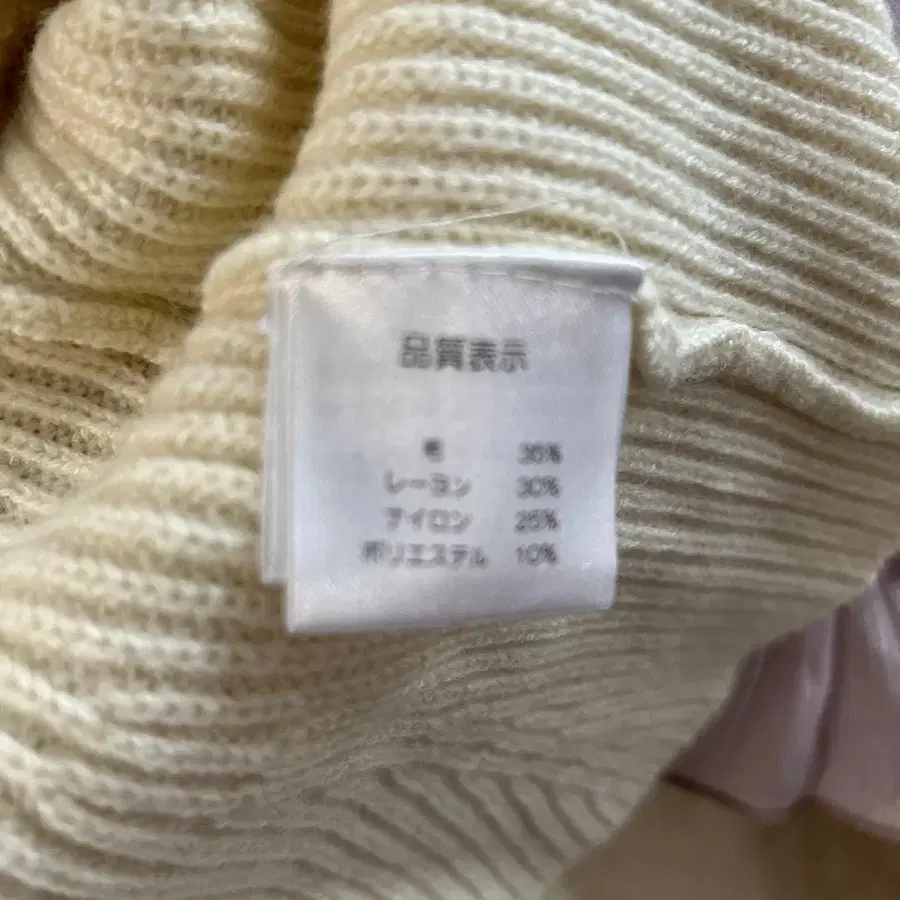 品質表示
毛 35%
レーヨン 30%
ナイロン 25%
ポリエステル 10%